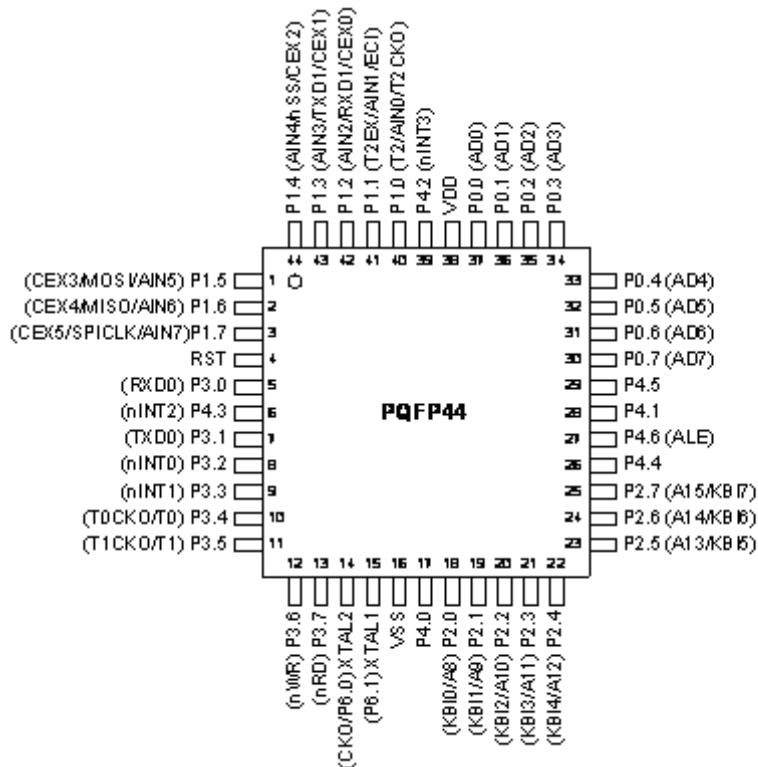 P1.4 (AIN4/nSS/CEX2)
P1.3 (AIN3/TXD1/CEX1)
P1.2 (AIN2/RXD1/CEX0)
P1.1 (T2EX/AIN1/ECI)
P1.0 (T2/AIN0/T2CKO)
P4.2 (nINT3)
VDD
P0.0 (AD0)
P0.1 (AD1)
P0.2 (AD2)
P0.3 (AD3)
44 43 42 41 40 39 38 37 36 35 34
(CEX3/MOSI/AIN5) P1.5 1 33 P0.4 (AD4)
(CEX4/MISO/AIN6) P1.6 2 32 P0.5 (AD5)
(CEX5/SPICLK/AIN7)P1.7 3 31 P0.6 (AD6)
RST 4 30 P0.7 (AD7)
(RXD0) P3.0 5 29 P4.5
(nINT2) P4.3 6 PQFP44 28 P4.1
(TXD0) P3.1 7 27 P4.6 (ALE)
(nINT0) P3.2 8 26 P4.4
(nINT1) P3.3 9 25 P2.7 (A15/KBI7)
(T0CKO/T0) P3.4 10 24 P2.6 (A14/KBI6)
(T1CKO/T1) P3.5 11 23 P2.5 (A13/KBI5)
12 13 14 15 16 17 18 19 20 21 22
(nWR) P3.6
(nRD) P3.7
(CKO/P6.0) XTAL2
(P6.1) XTAL1
VSS
P4.0
(KBI0/A8) P2.0
(KBI1/A9) P2.1
(KBI2/A10) P2.2
(KBI3/A11) P2.3
(KBI4/A12) P2.4